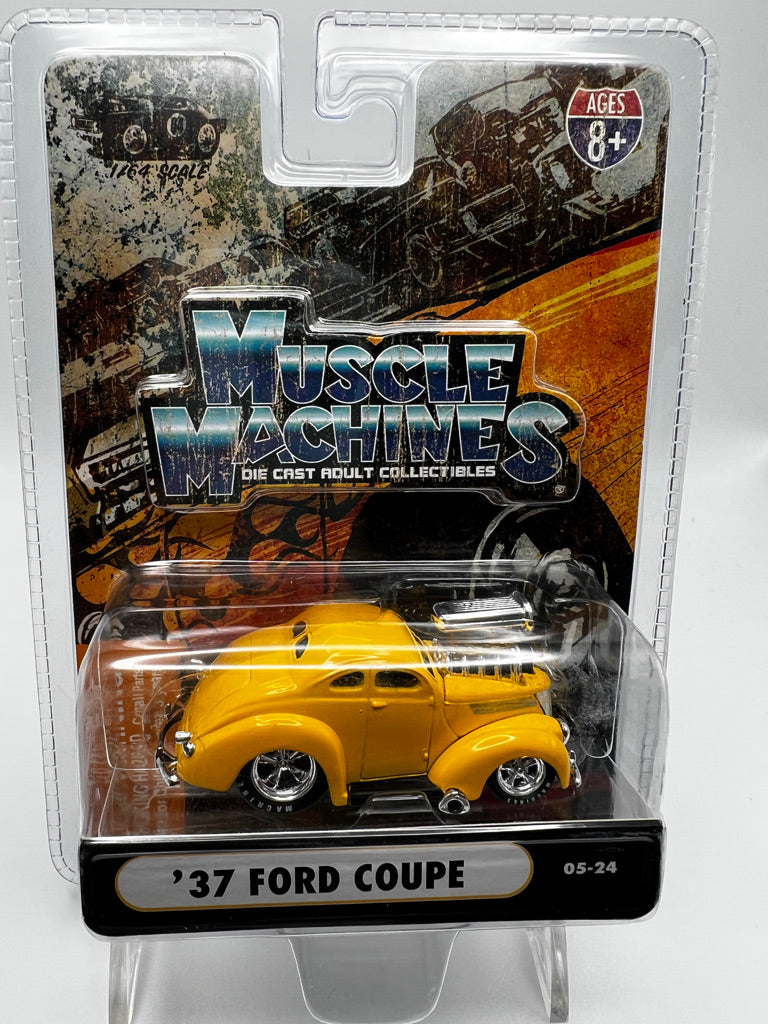 AGES
8+
1/64 SCALE
MUSCLE
MACHINES
DIE CAST ADULT COLLECTIBLES
®
'37 FORD COUPE
05-24